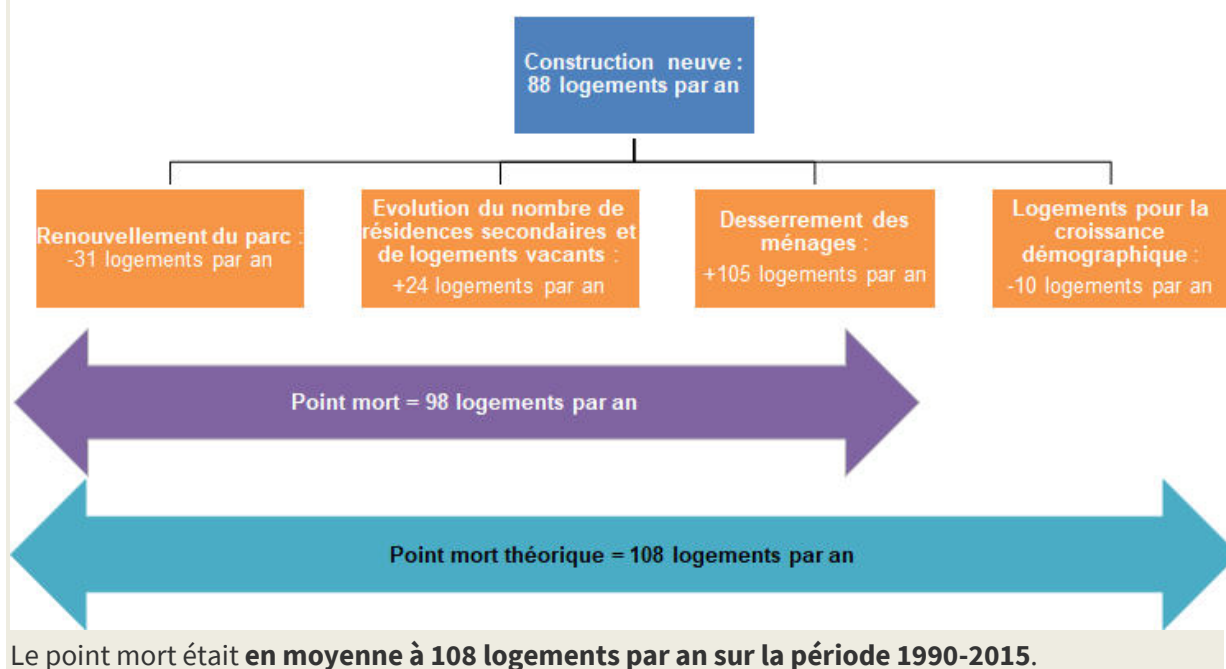 Construction neuve :
88 logements par an
Renouvellement du parc :
-31 logements par an
Evolution du nombre de
résidences secondaires et
de logements vacants :
+24 logements par an
Desserrement des
ménages :
+105 logements par an
Logements pour la
croissance
démographique :
-10 logements par an
Point mort = 98 logements par an
Point mort théorique = 108 logements par an
Le point mort était en moyenne à 108 logements par an sur la période 1990-2015.